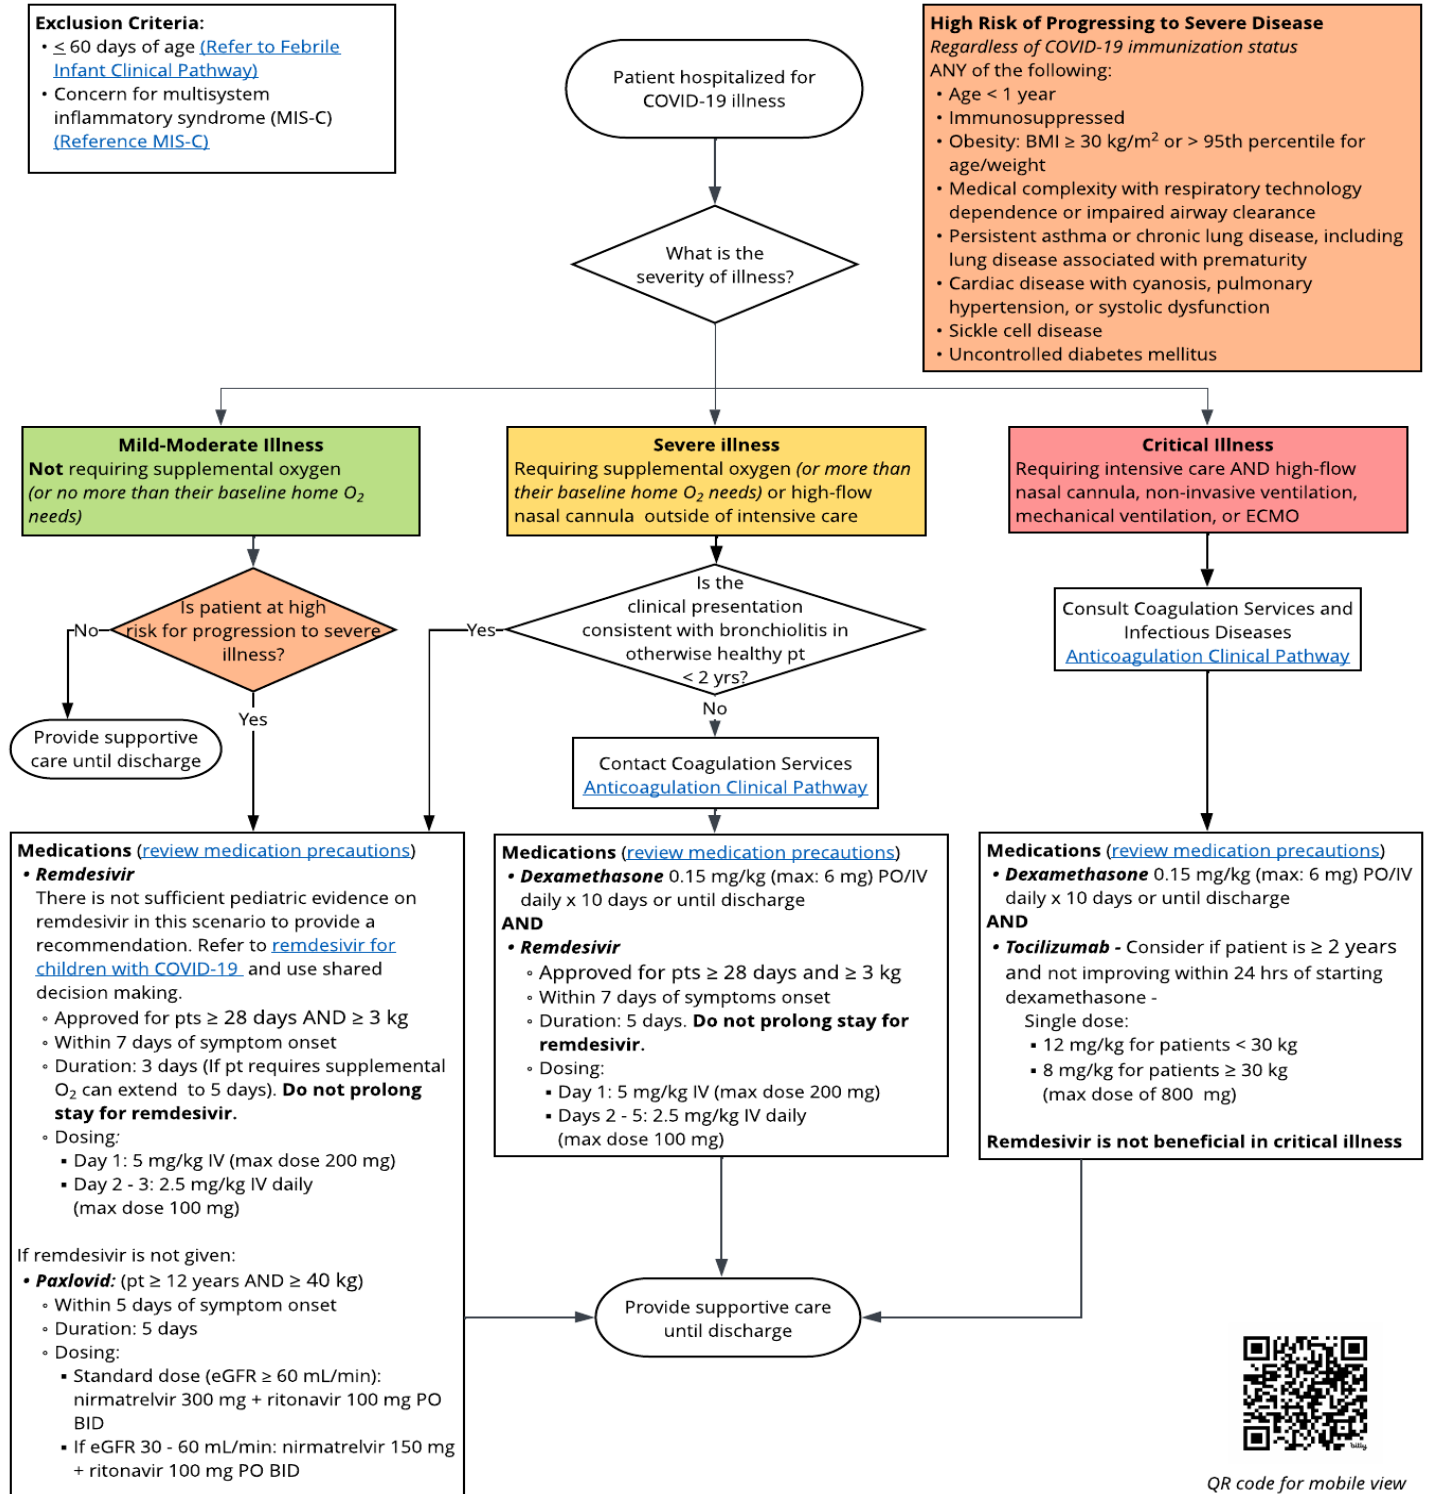 Exclusion Criteria:
• ≤ 60 days of age (Refer to Febrile
Infant Clinical Pathway)
• Concern for multisystem
inflammatory syndrome (MIS-C)
(Reference MIS-C)
Patient hospitalized for
COVID-19 illness
High Risk of Progressing to Severe Disease
Regardless of COVID-19 immunization status
ANY of the following:
• Age < 1 year
• Immunosuppressed
• Obesity: BMI ≥ 30 kg/m² or > 95th percentile for
age/weight
• Medical complexity with respiratory technology
dependence or impaired airway clearance
• Persistent asthma or chronic lung disease, including
lung disease associated with prematurity
• Cardiac disease with cyanosis, pulmonary
hypertension, or systolic dysfunction
• Sickle cell disease
• Uncontrolled diabetes mellitus
What is the
severity of illness?
Mild-Moderate Illness
Not requiring supplemental oxygen
(or no more than their baseline home O₂
needs)
Severe illness
Requiring supplemental oxygen (or more than
their baseline home O₂ needs) or high-flow
nasal cannula outside of intensive care
Critical Illness
Requiring intensive care AND high-flow
nasal cannula, non-invasive ventilation,
mechanical ventilation, or ECMO
Is patient at high
risk for progression to severe
illness?
No
Yes
Provide supportive
care until discharge
Is the
clinical presentation
consistent with bronchiolitis in
otherwise healthy pt
< 2 yrs?
Yes
No
Contact Coagulation Services
Anticoagulation Clinical Pathway
Consult Coagulation Services and
Infectious Diseases
Anticoagulation Clinical Pathway
Medications (review medication precautions)
• Remdesivir
There is not sufficient pediatric evidence on
remdesivir in this scenario to provide a
recommendation. Refer to remdesivir for
children with COVID-19 and use shared
decision making.
◦ Approved for pts ≥ 28 days AND ≥ 3 kg
◦ Within 7 days of symptom onset
◦ Duration: 3 days (If pt requires supplemental
O₂ can extend to 5 days). Do not prolong
stay for remdesivir.
◦ Dosing:
▪ Day 1: 5 mg/kg IV (max dose 200 mg)
▪ Day 2 - 3: 2.5 mg/kg IV daily
(max dose 100 mg)
If remdesivir is not given:
• Paxlovid: (pt ≥ 12 years AND ≥ 40 kg)
◦ Within 5 days of symptom onset
◦ Duration: 5 days
◦ Dosing:
▪ Standard dose (eGFR ≥ 60 mL/min):
nirmatrelvir 300 mg + ritonavir 100 mg PO
BID
▪ If eGFR 30 - 60 mL/min: nirmatrelvir 150 mg
+ ritonavir 100 mg PO BID
Medications (review medication precautions)
• Dexamethasone 0.15 mg/kg (max: 6 mg) PO/IV
daily x 10 days or until discharge
AND
• Remdesivir
◦ Approved for pts ≥ 28 days and ≥ 3 kg
◦ Within 7 days of symptoms onset
◦ Duration: 5 days. Do not prolong stay for
remdesivir.
◦ Dosing:
▪ Day 1: 5 mg/kg IV (max dose 200 mg)
▪ Days 2 - 5: 2.5 mg/kg IV daily
(max dose 100 mg)
Medications (review medication precautions)
• Dexamethasone 0.15 mg/kg (max: 6 mg) PO/IV
daily x 10 days or until discharge
AND
• Tocilizumab - Consider if patient is ≥ 2 years
and not improving within 24 hrs of starting
dexamethasone -
Single dose:
▪ 12 mg/kg for patients < 30 kg
▪ 8 mg/kg for patients ≥ 30 kg
(max dose of 800 mg)
Remdesivir is not beneficial in critical illness
Provide supportive care
until discharge
bitly
QR code for mobile view